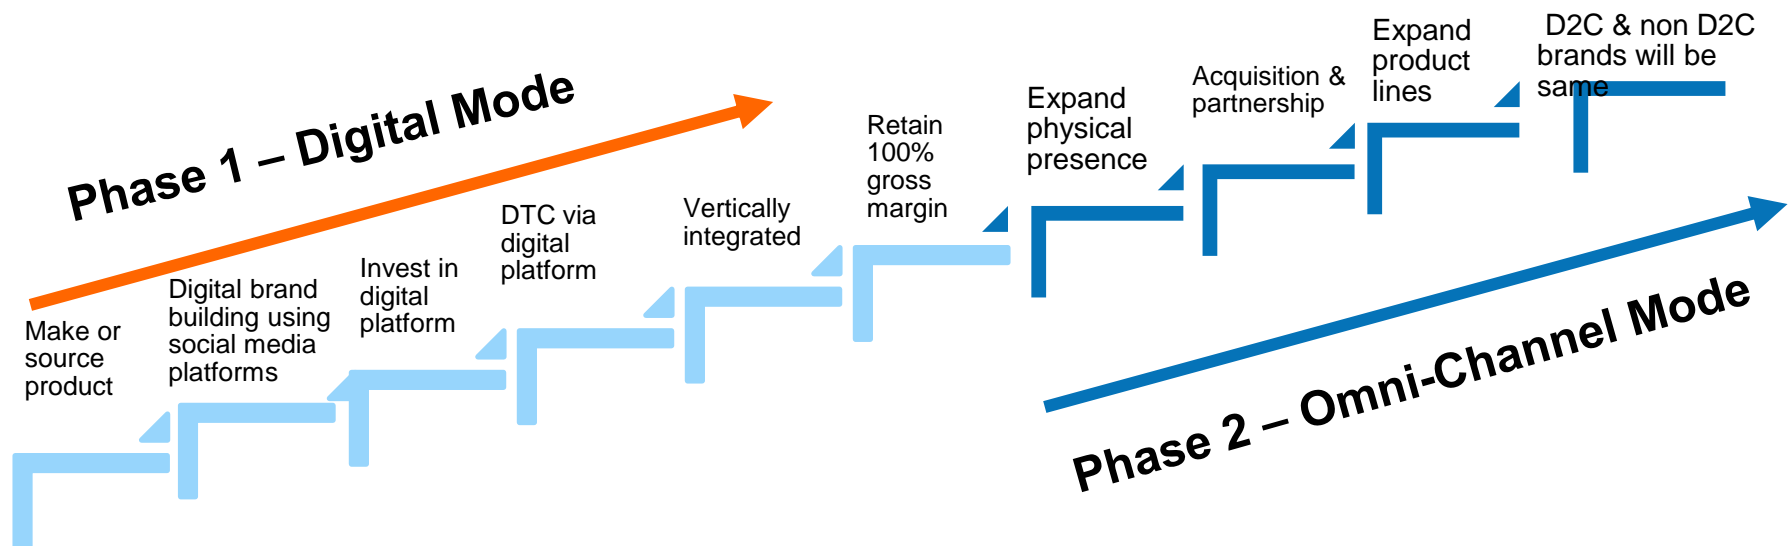 Phase 1 – Digital Mode
Make or
source
product
Digital brand
building using
social media
platforms
Invest in
digital
platform
DTC via
digital
platform
Vertically
integrated
Retain
100%
gross
margin
Expand
physical
presence
Acquisition &
partnership
Expand
product
lines
D2C & non D2C
brands will be
same
Phase 2 – Omni-Channel Mode